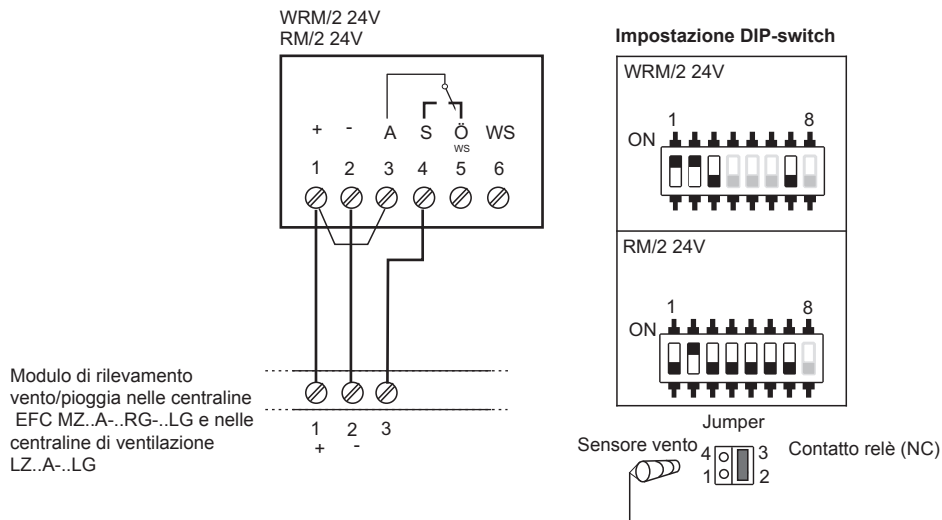 WRM/2 24V
RM/2 24V
+ - A S Ö WS
WS
1 2 3 4 5 6
Modulo di rilevamento
vento/pioggia nelle centraline
EFC MZ..A-..RG-..LG e nelle
centraline di ventilazione
LZ..A-..LG
1 2 3
+ -
Impostazione DIP-switch
WRM/2 24V
1 8
ON
RM/2 24V
1 8
ON
Jumper
Sensore vento 4 3 Contatto relè (NC)
1 2